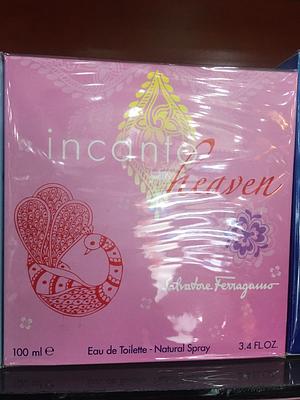 incanto
heaven
Salvatore Ferragamo
100 ml ℮ Eau de Toilette - Natural Spray 3.4 FL.OZ.